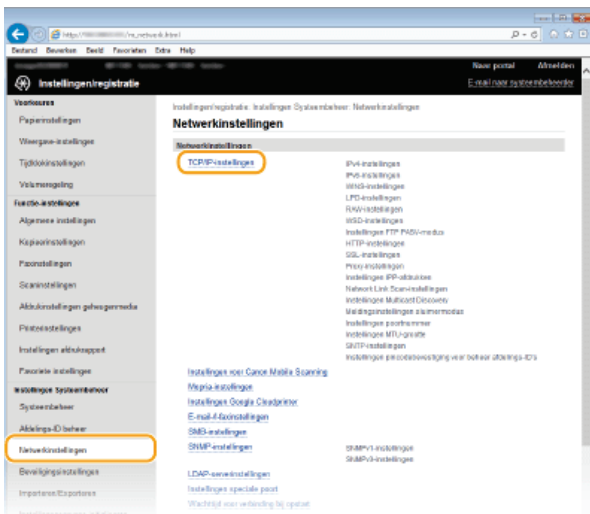 http:// /m_network.html
Bestand Bewerken Beeld Favorieten Extra Help
Naar portal Afmelden
Instellingen/registratie
E-mail naar systeembeheerder
Voorkeuren
Papierinstellingen
Weergave-instellingen
Tijdklokinstellingen
Volumeregeling
Functie-instellingen
Algemene instellingen
Kopieerinstellingen
Faxinstellingen
Scaninstellingen
Afdrukinstellingen geheugenmedia
Printerinstellingen
Instellingen afdrukrapport
Favoriete instellingen
Instellingen Systeembeheer
Systeembeheer
Afdelings-ID beheer
Netwerkinstellingen
Beveiligingsinstellingen
Importeren/Exporteren
Instellingen/registratie: Instellingen Systeembeheer: Netwerkinstellingen
Netwerkinstellingen
Netwerkinstellingen
TCP/IP-instellingen
IPv4-instellingen
IPv6-instellingen
WINS-instellingen
LPD-instellingen
RAW-instellingen
WSD-instellingen
Instellingen FTP PASV-modus
HTTP-instellingen
SSL-instellingen
Proxy-instellingen
Instellingen IPP-afdrukken
Network Link Scan-instellingen
Instellingen Multicast Discovery
Meldingsinstellingen sluimermodus
Instellingen poortnummer
Instellingen MTU-grootte
SNTP-instellingen
Instellingen pincodebevestiging voor beheer afdelings-ID's
Instellingen voor Canon Mobile Scanning
Mopria-instellingen
Instellingen Google Cloudprinter
E-mail-/I-faxinstellingen
SMB-instellingen
SNMP-instellingen
SNMPv1-instellingen
SNMPv3-instellingen
LDAP-serverinstellingen
Instellingen speciale poort
Wachttijd voor verbinding bij opstart